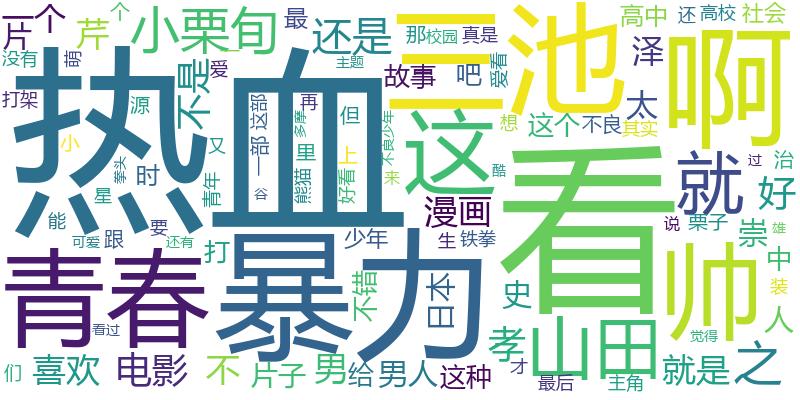 一个
个
片
芹
小栗旬
最
还是
那
校园
真是
高中
还
高校
社会
没有
胡
不是
爱
一
主题
故事
吧
爱看
三池
泽
啊
打架
源
热血
一部
这部
再
多摩
但
不良少年
这
想
这个
太
不良
其实
小
拳头
时
又
谷
熊猫
里
好看
上
来
酷
看
就
过
治
星
青年
漫画
好
能
可爱
跟
要
还有
打
少年
生
铁拳
说
栗子
崇
雄
青春
暴力
不错
日本
史
帅
中
装
人
看过
孝
山田
觉得
们
喜欢
电影
不
片子
男
给
男人
这种
才
最后
主角
就是
之